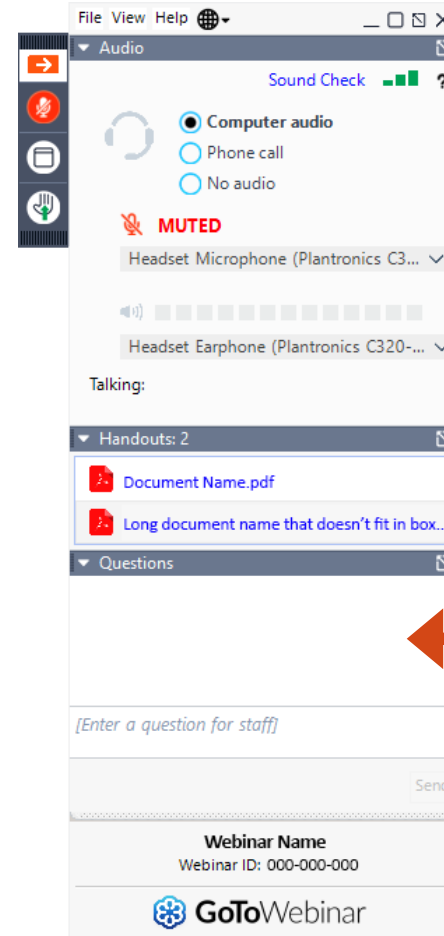 File View Help
Audio
Sound Check ?
Computer audio
Phone call
No audio
MUTED
Headset Microphone (Plantronics C3...
Headset Earphone (Plantronics C320-...
Talking:
Handouts: 2
Document Name.pdf
Long document name that doesn’t fit in box...
Questions
[Enter a question for staff]
Send
Webinar Name
Webinar ID: 000-000-000
GoToWebinar